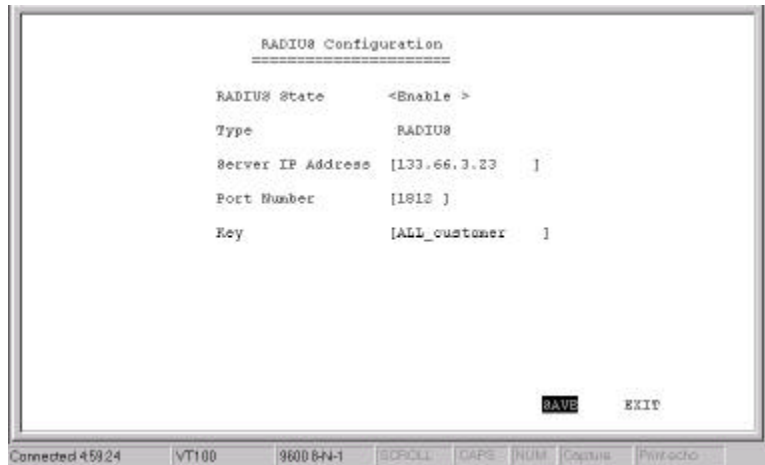 RADIUS Configuration
======================
RADIUS State <Enable >
Type RADIUS
Server IP Address [133.66.3.23 ]
Port Number [1812 ]
Key [ALL_customer ]
SAVE EXIT
Connected 4:59:24 VT100 9600 8-N-1 SCROLL CAPS NUM Capture Print echo